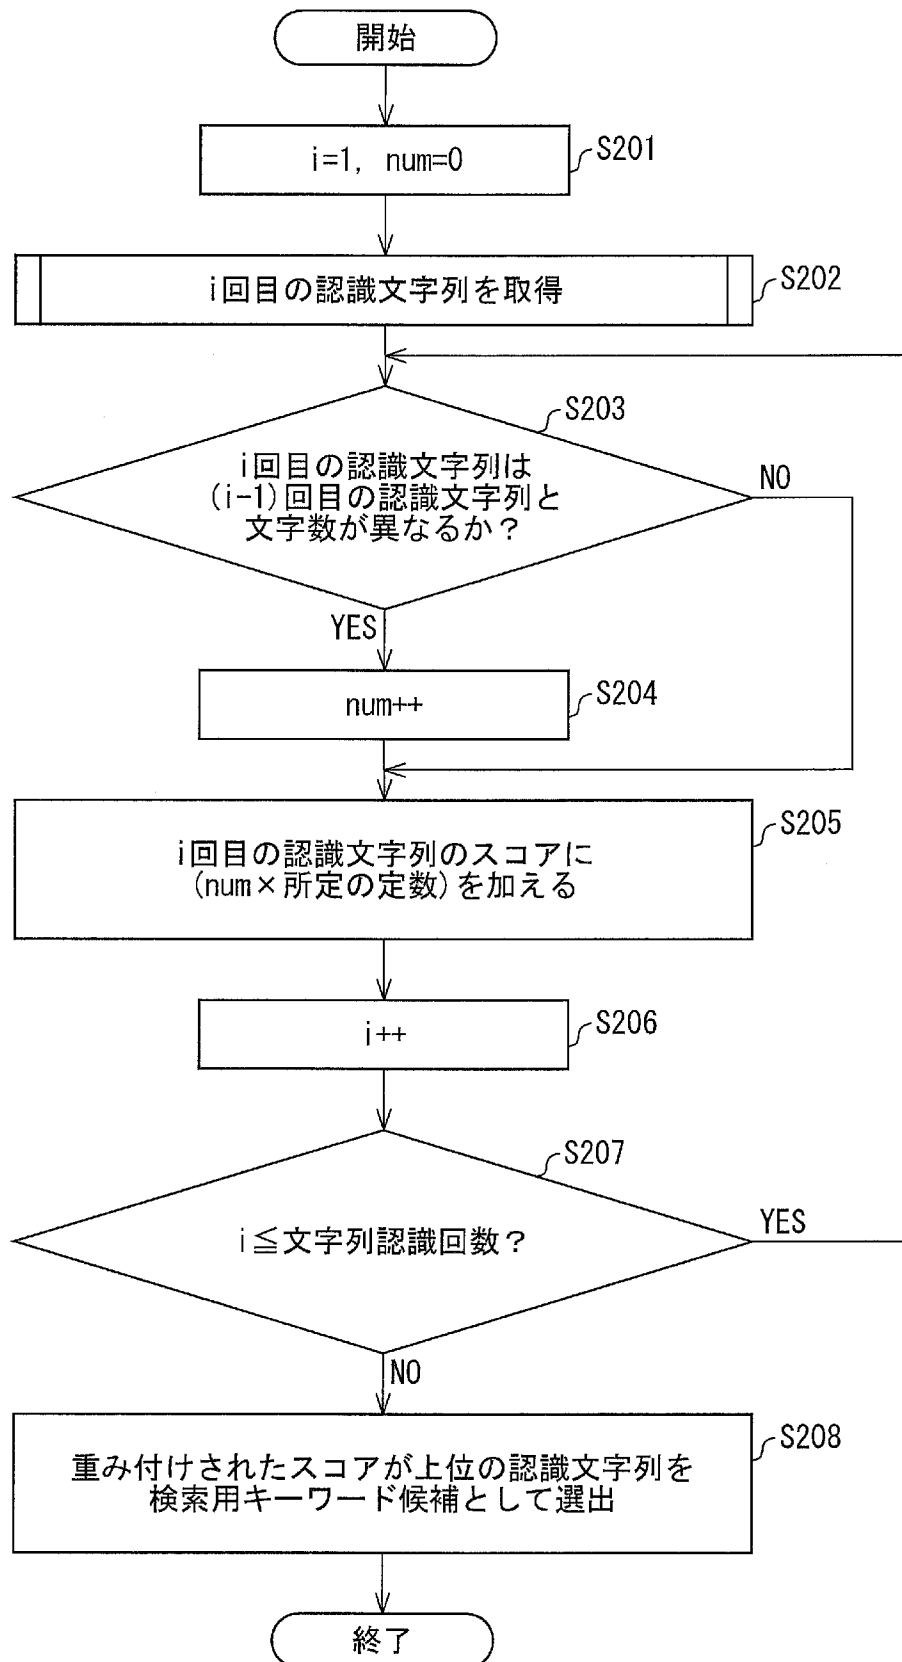 開始
i=1, num=0
S201
i回目の認識文字列を取得
S202
S203
i回目の認識文字列は
(i-1)回目の認識文字列と
文字数が異なるか？
NO
YES
num++
S204
S205
i回目の認識文字列のスコアに
(num×所定の定数)を加える
i++
S206
S207
i≦文字列認識回数？
YES
NO
S208
重み付けされたスコアが上位の認識文字列を
検索用キーワード候補として選出
終了